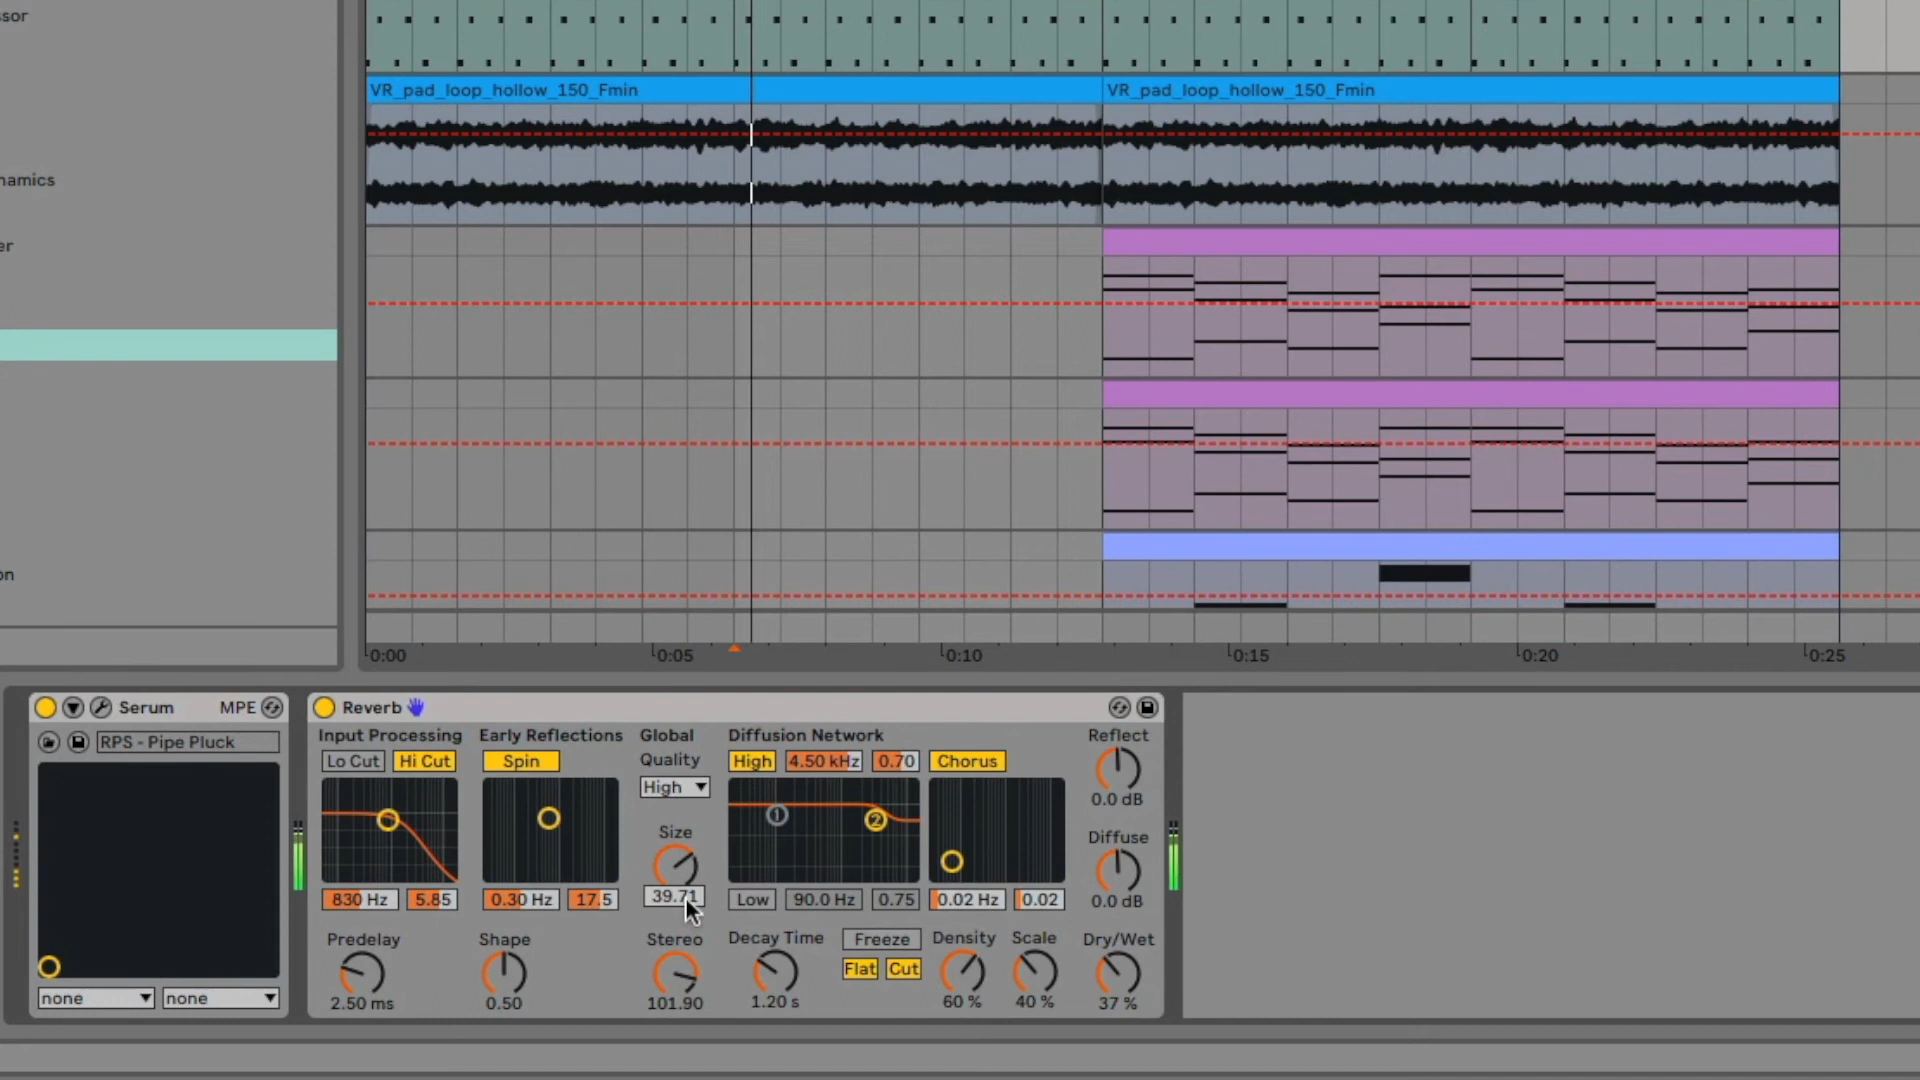 ssor
VR_pad_loop_hollow_150_Fmin
VR_pad_loop_hollow_150_Fmin
namics
er
on
0:00
0:05
0:10
0:15
0:20
0:25
Serum
MPE
RPS - Pipe Pluck
none
none
Reverb
Input Processing
Lo Cut
Hi Cut
830 Hz
5.85
Predelay
2.50 ms
Early Reflections
Spin
0.30 Hz
17.5
Shape
0.50
Global
Quality
High
Size
39.71
Stereo
101.90
Diffusion Network
High
4.50 kHz
0.70
Chorus
1
2
Low
90.0 Hz
0.75
0.02 Hz
0.02
Decay Time
1.20 s
Freeze
Flat
Cut
Density
60 %
Scale
40 %
Reflect
0.0 dB
Diffuse
0.0 dB
Dry/Wet
37 %